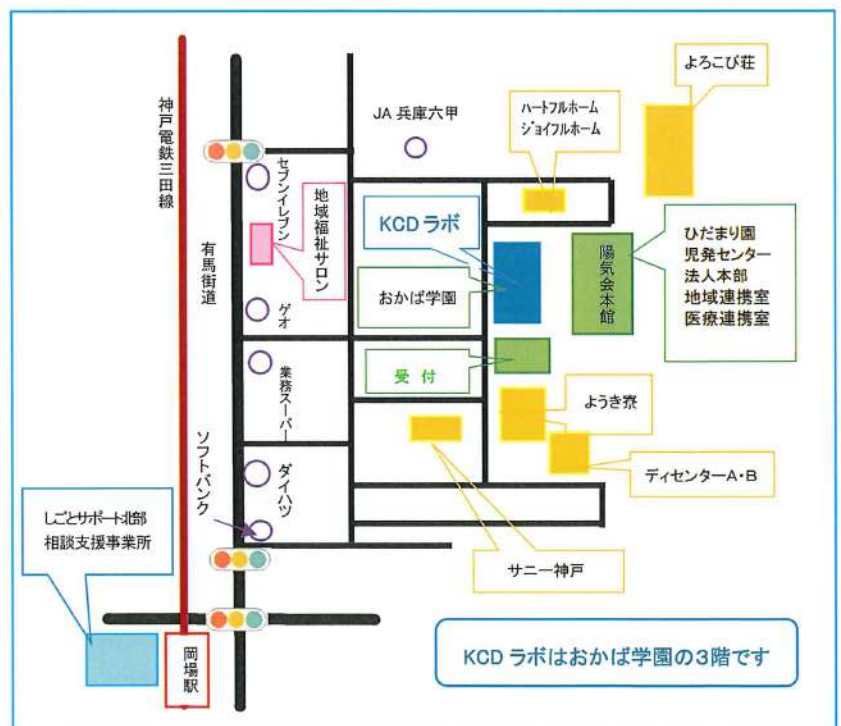 よろこび荘
神戸電鉄三田線
JA 兵庫六甲
ハートフルホーム
ジョイフルホーム
セブンイレブン
地域福祉サロン
KCD ラボ
陽気会本館
ひだまり園
児発センター
法人本部
地域連携室
医療連携室
有馬街道
おかば学園
ゲオ
受付
業務スーパー
ようき寮
ソフトバンク
ダイハツ
ディセンターA・B
しごとサポート北部
相談支援事業所
サニー神戸
岡場駅
KCD ラボはおかば学園の3階です